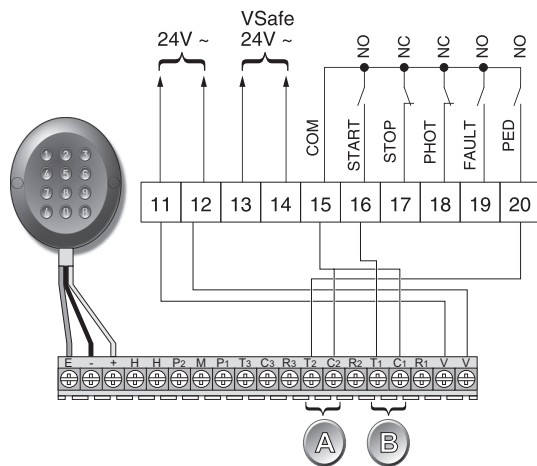 VSafe
24V ~ 24V ~
NO NC NC NO NO
COM START STOP PHOT FAULT PED
11 12 13 14 15 16 17 18 19 20
1 2 3
4 5 6
7 8 9
E - + H H P2 M P1 T3 C3 R3 T2 C2 R2 T1 C1 R1 V V
A B